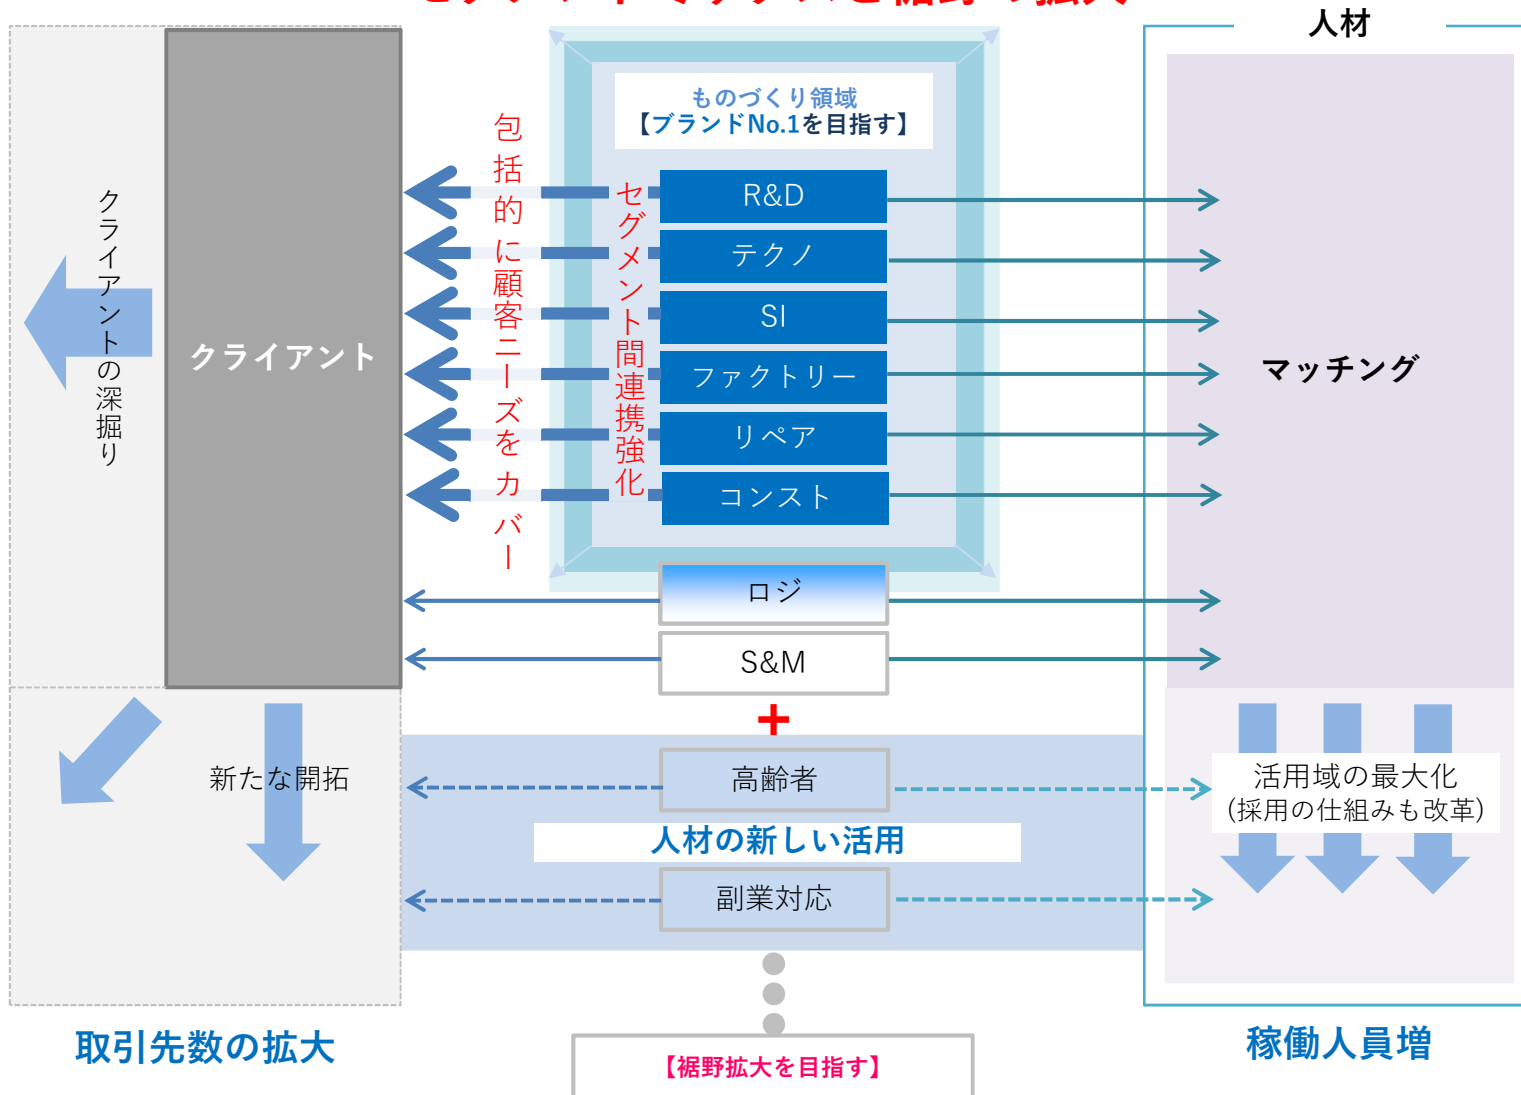 人材
ものづくり領域
【ブランドNo.1を目指す】
包括的に顧客ニーズをカバー
セグメント間連携強化
R&D
テクノ
SI
ファクトリー
リペア
コンスト
ロジ
S&M
クライアントの深掘り
クライアント
マッチング
+
新たな開拓
高齢者
人材の新しい活用
副業対応
活用域の最大化
(採用の仕組みも改革)
取引先数の拡大
【裾野拡大を目指す】
稼働人員増